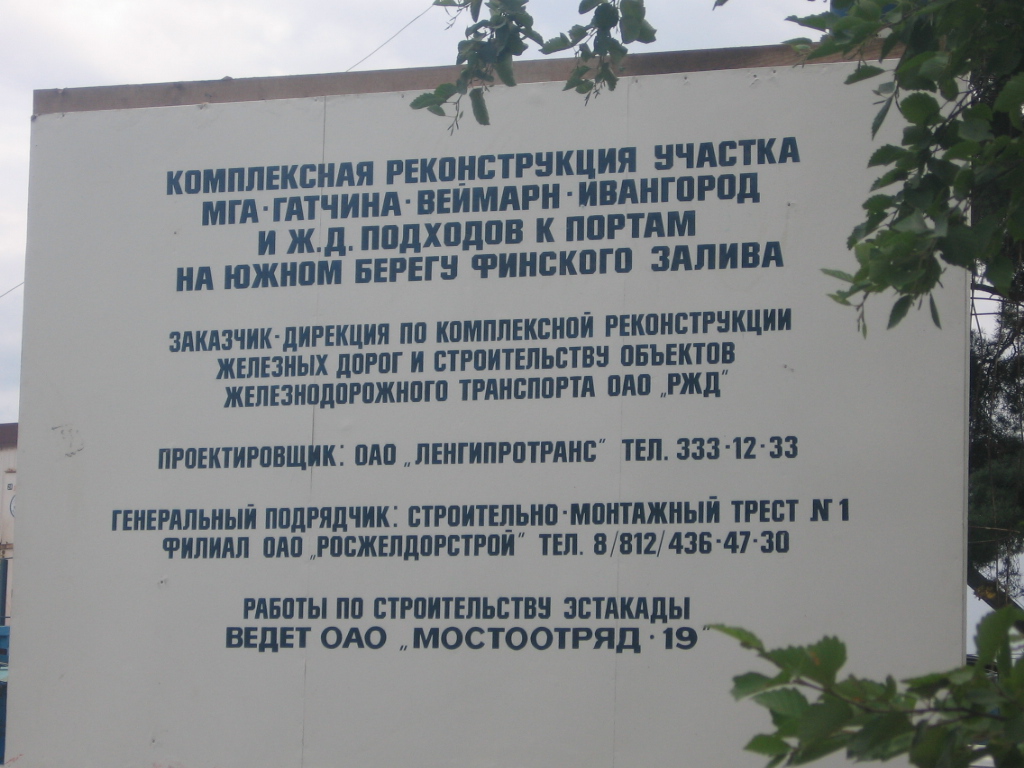 КОМПЛЕКСНАЯ РЕКОНСТРУКЦИЯ УЧАСТКА
МГА·ГАТЧИНА·ВЕЙМАРН·ИВАНГОРОД
И Ж.Д. ПОДХОДОВ К ПОРТАМ
НА ЮЖНОМ БЕРЕГУ ФИНСКОГО ЗАЛИВА
ЗАКАЗЧИК-ДИРЕКЦИЯ ПО КОМПЛЕКСНОЙ РЕКОНСТРУКЦИИ
ЖЕЛЕЗНЫХ ДОРОГ И СТРОИТЕЛЬСТВУ ОБЪЕКТОВ
ЖЕЛЕЗНОДОРОЖНОГО ТРАНСПОРТА ОАО „РЖД"
ПРОЕКТИРОВЩИК: ОАО „ЛЕНГИПРОТРАНС" ТЕЛ. 333·12·33
ГЕНЕРАЛЬНЫЙ ПОДРЯДЧИК: СТРОИТЕЛЬНО·МОНТАЖНЫЙ ТРЕСТ №1
ФИЛИАЛ ОАО „РОСЖЕЛДОРСТРОЙ" ТЕЛ. 8/812/436·47·30
РАБОТЫ ПО СТРОИТЕЛЬСТВУ ЭСТАКАДЫ
ВЕДЕТ ОАО „МОСТООТРЯД·19"